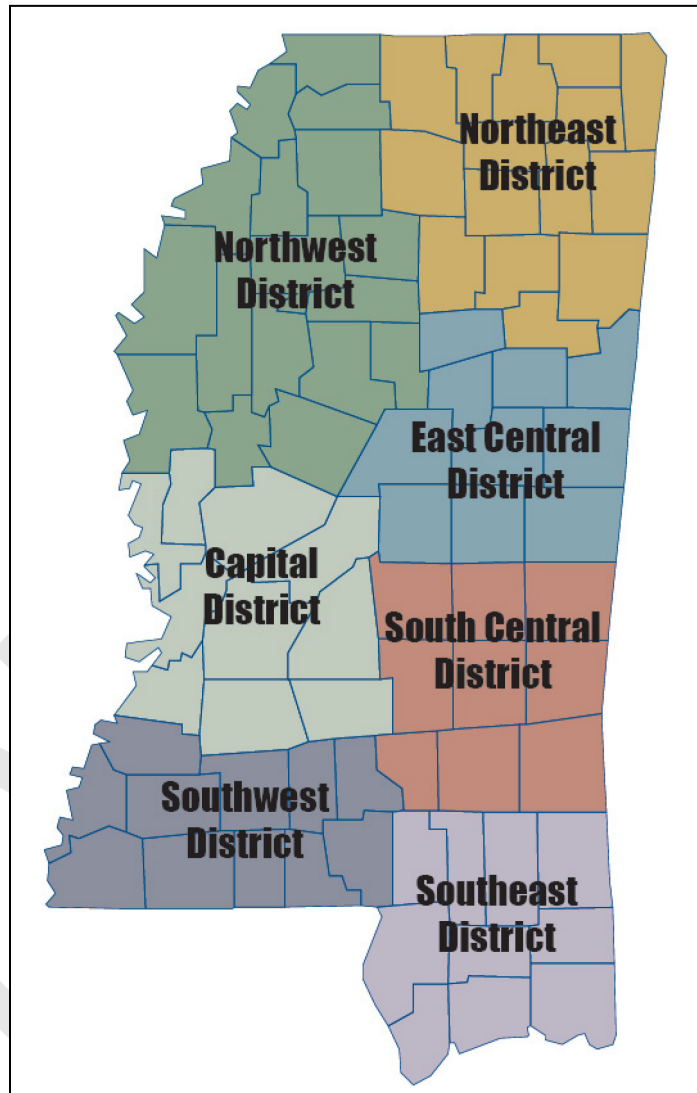 Northeast
District
Northwest
District
East Central
District
Capital
District
South Central
District
Southwest
District
Southeast
District